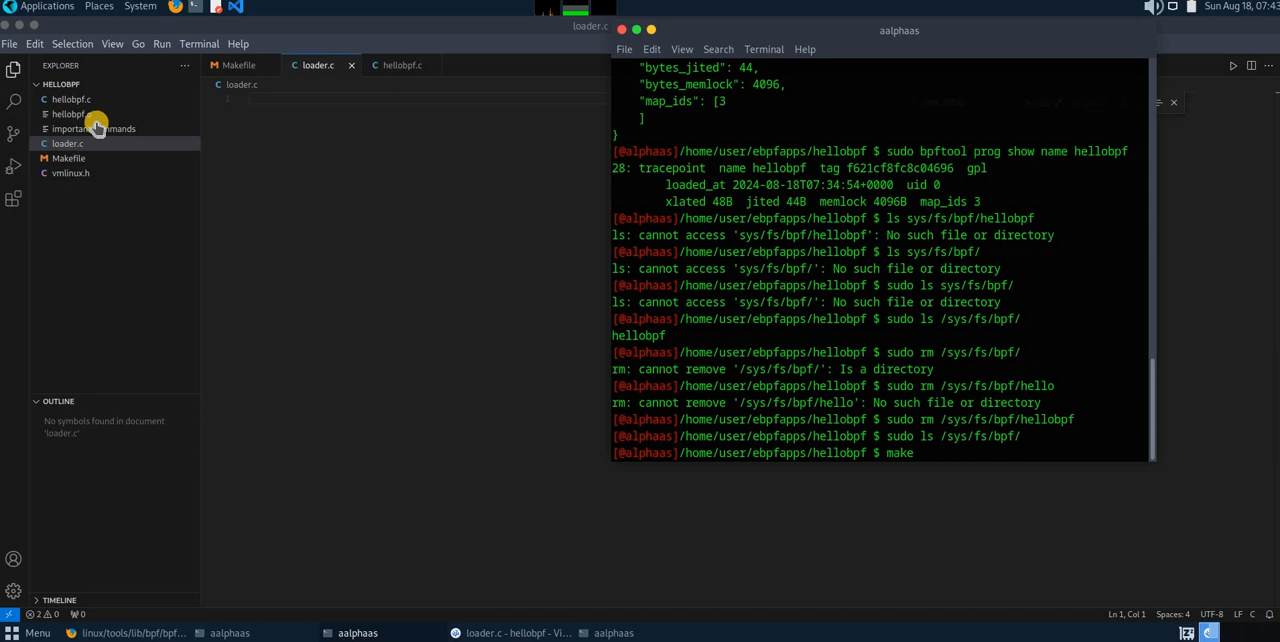 Applications Places System
Sun Aug 18, 07:43
loader.c
File Edit Selection View Go Run Terminal Help
EXPLORER
HELLOBPF
hellobpf.c
hellobpf.o
loader.c
Makefile
vmlinux.h
OUTLINE
No symbols found in document
'loader.c'
TIMELINE
Makefile
loader.c
hellobpf.c
loader.c
1
aalphaas
File Edit View Search Terminal Help
"bytes_jited": 44,
"bytes_memlock": 4096,
"map_ids": [3
]
}
[@alphaas]/home/user/ebpfapps/hellobpf $ sudo bpftool prog show name hellobpf
28: tracepoint name hellobpf tag f621cf8fc8c04696 gpl
loaded_at 2024-08-18T07:34:54+0000 uid 0
xlated 48B jited 44B memlock 4096B map_ids 3
[@alphaas]/home/user/ebpfapps/hellobpf $ ls sys/fs/bpf/hellobpf
ls: cannot access 'sys/fs/bpf/hellobpf': No such file or directory
[@alphaas]/home/user/ebpfapps/hellobpf $ ls sys/fs/bpf/
ls: cannot access 'sys/fs/bpf/': No such file or directory
[@alphaas]/home/user/ebpfapps/hellobpf $ sudo ls sys/fs/bpf/
ls: cannot access 'sys/fs/bpf/': No such file or directory
[@alphaas]/home/user/ebpfapps/hellobpf $ sudo ls /sys/fs/bpf/
hellobpf
[@alphaas]/home/user/ebpfapps/hellobpf $ sudo rm /sys/fs/bpf/
rm: cannot remove '/sys/fs/bpf/': Is a directory
[@alphaas]/home/user/ebpfapps/hellobpf $ sudo rm /sys/fs/bpf/hello
rm: cannot remove '/sys/fs/bpf/hello': No such file or directory
[@alphaas]/home/user/ebpfapps/hellobpf $ sudo rm /sys/fs/bpf/hellobpf
[@alphaas]/home/user/ebpfapps/hellobpf $ sudo ls /sys/fs/bpf/
[@alphaas]/home/user/ebpfapps/hellobpf $ make
2 0 0
Ln 1, Col 1 Spaces: 4 UTF-8 LF C
Menu
linux/tools/lib/bpf/bpf...
aalphaas
aalphaas
loader.c - hellobpf - Vi...
aalphaas